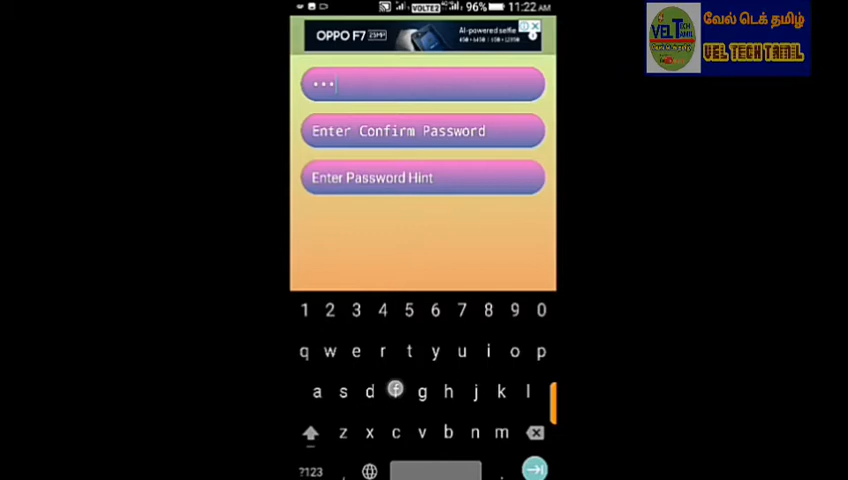 VOLTE2 96% 11:22 AM
OPPO F7 25MP
AI-powered selfie
வேல் டெக் தமிழ்
VEL TECH TAMIL
•••
Enter Confirm Password
Enter Password Hint
1 2 3 4 5 6 7 8 9 0
q w e r t y u i o p
a s d f g h j k l
z x c v b n m
?123 , .